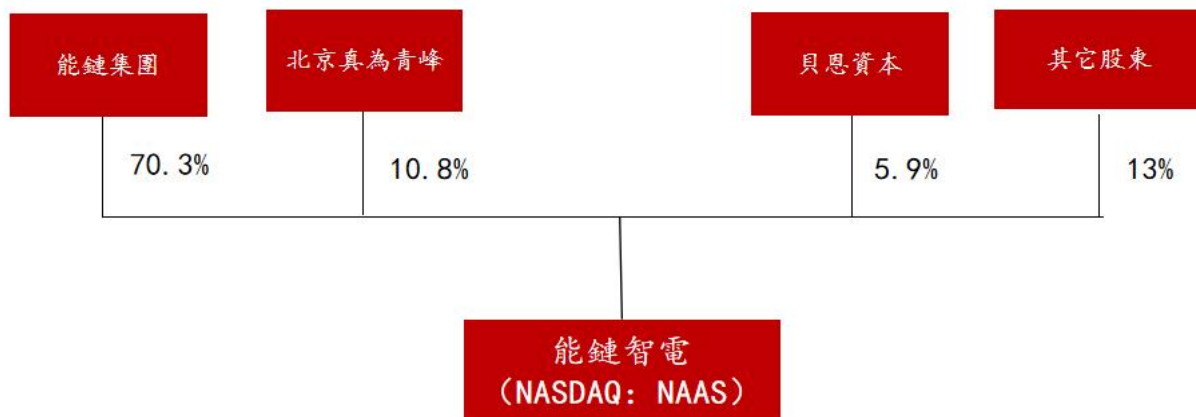 能鏈集團
北京真為青峰
貝恩資本
其它股東
70.3%
10.8%
5.9%
13%
能鏈智電
(NASDAQ: NAAS)